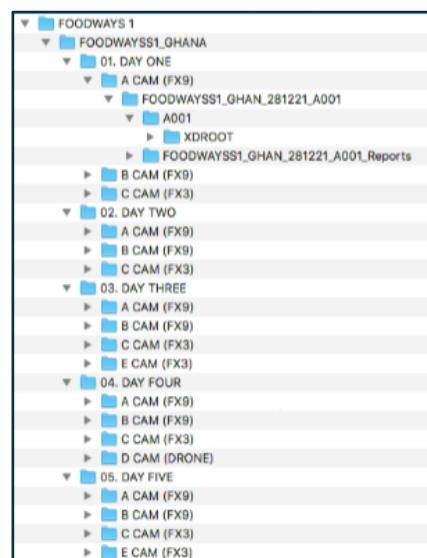 FOODWAYS 1
FOODWAYSS1_GHANA
01. DAY ONE
A CAM (FX9)
FOODWAYSS1_GHAN_281221_A001
A001
XDROOT
FOODWAYSS1_GHAN_281221_A001_Reports
B CAM (FX9)
C CAM (FX3)
02. DAY TWO
A CAM (FX9)
B CAM (FX9)
C CAM (FX3)
03. DAY THREE
A CAM (FX9)
B CAM (FX9)
C CAM (FX3)
E CAM (FX3)
04. DAY FOUR
A CAM (FX9)
B CAM (FX9)
C CAM (FX3)
D CAM (DRONE)
05. DAY FIVE
A CAM (FX9)
B CAM (FX9)
C CAM (FX3)
E CAM (FX3)